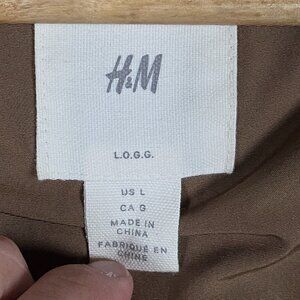 H&M
L.O.G.G.
US L
CA G
MADE IN
CHINA
FABRIQUÉ EN
CHINE